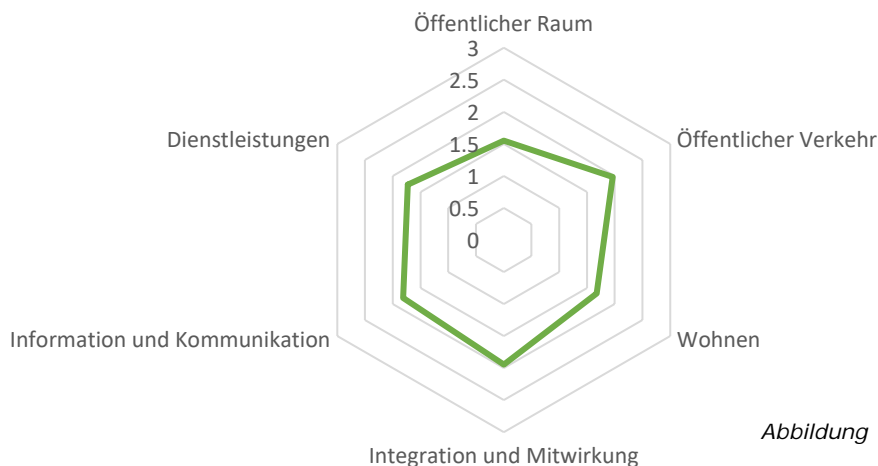 Öffentlicher Raum
3
2.5
2
1.5
1
0.5
0
Dienstleistungen
Öffentlicher Verkehr
Information und Kommunikation
Wohnen
Integration und Mitwirkung
Abbildung